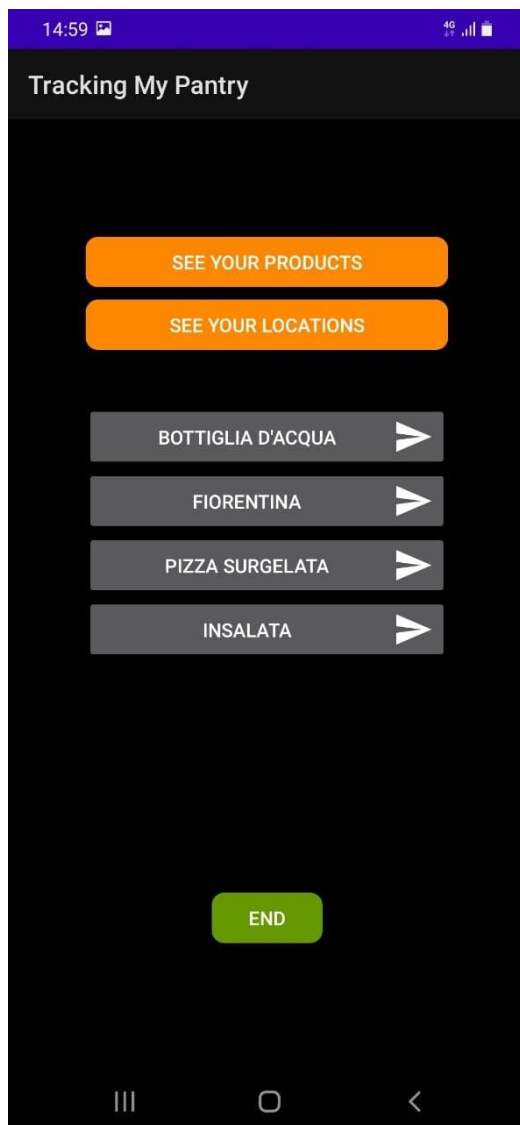 14:59
4G
Tracking My Pantry
SEE YOUR PRODUCTS
SEE YOUR LOCATIONS
BOTTIGLIA D'ACQUA
FIORENTINA
PIZZA SURGELATA
INSALATA
END